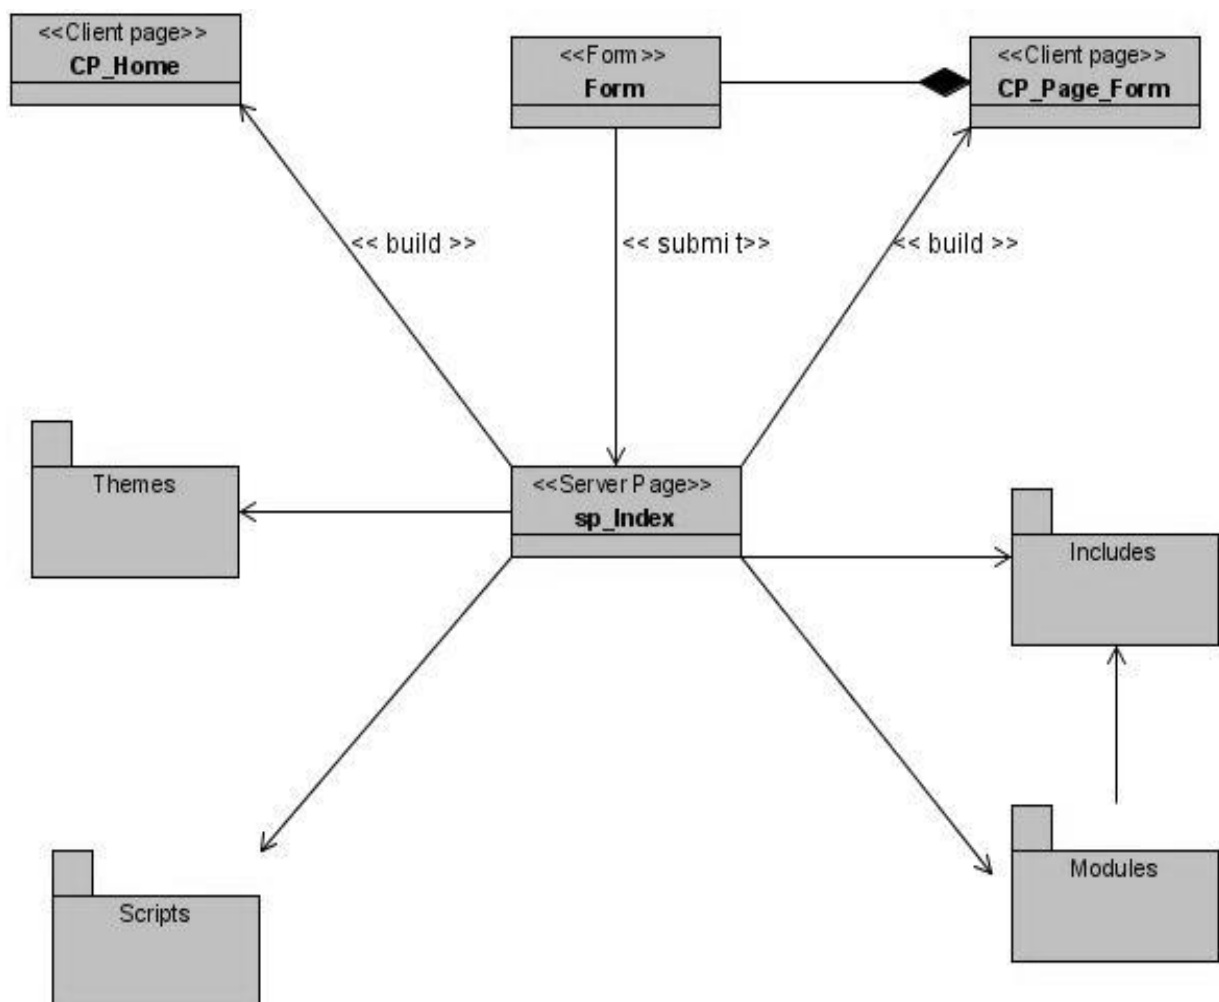 <<Client page>>
CP_Home
<<Form>>
Form
<<Client page>>
CP_Page_Form
<< build >>
<< submi t>>
<< build >>
Themes
<<Server Page>>
sp_Index
Includes
Scripts
Modules